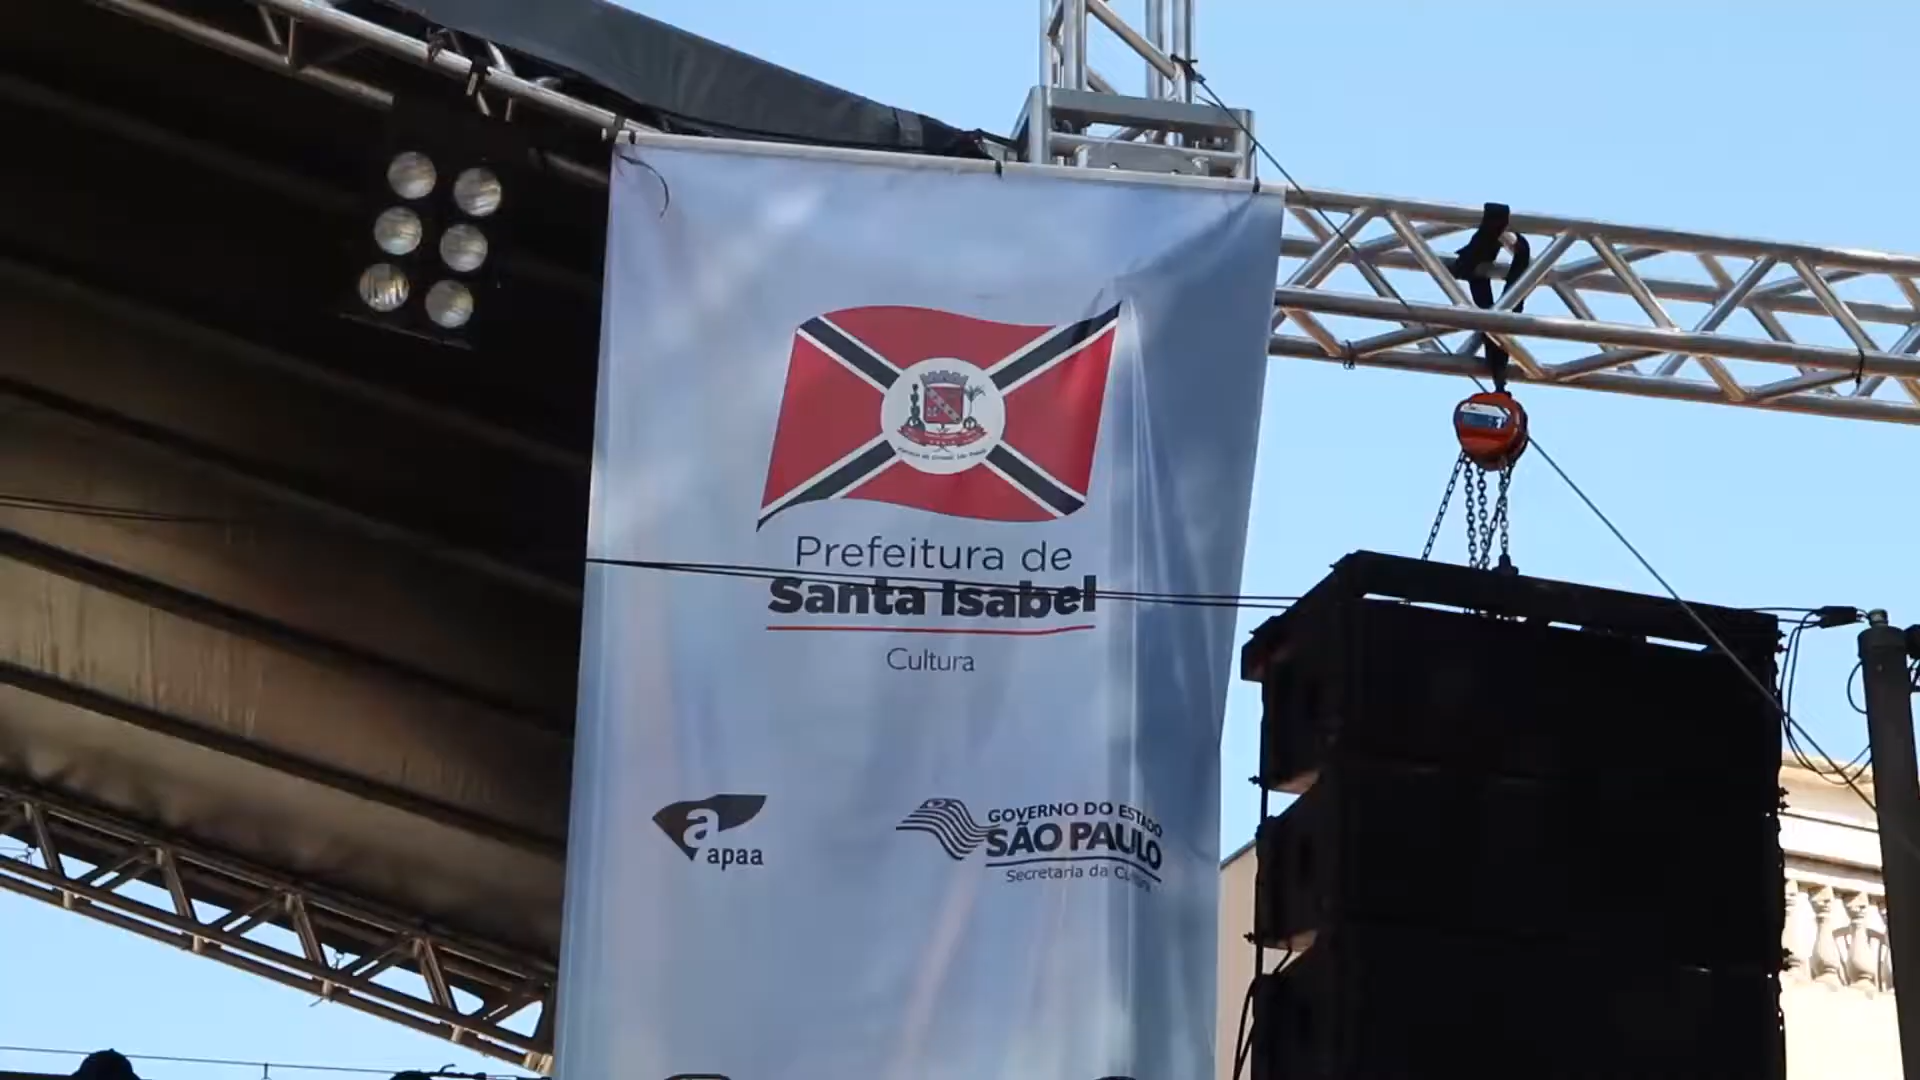 Prefeitura de
Santa Isabel
Cultura
a
apaa
GOVERNO DO ESTADO
SÃO PAULO
Secretaria da Cultura